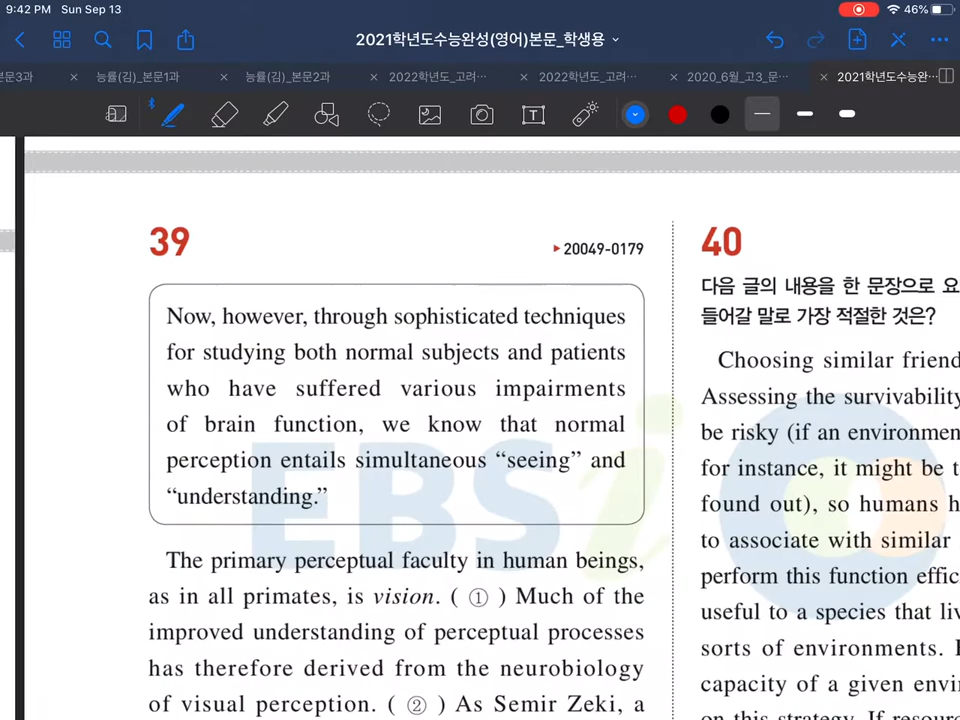 9:42 PM Sun Sep 13
46%
2021학년도수능완성(영어)본문_학생용
본문3과
능률(김)_본문1과
능률(김)_본문2과
2022학년도_고려…
2022학년도_고려…
2020_6월_고3_문…
2021학년도수능완…
39
20049-0179
Now, however, through sophisticated techniques
for studying both normal subjects and patients
who have suffered various impairments
of brain function, we know that normal
perception entails simultaneous “seeing” and
“understanding.”
The primary perceptual faculty in human beings,
as in all primates, is vision. ( ① ) Much of the
improved understanding of perceptual processes
has therefore derived from the neurobiology
of visual perception. ( ② ) As Semir Zeki, a
40
다음 글의 내용을 한 문장으로 요
들어갈 말로 가장 적절한 것은?
Choosing similar friend
Assessing the survivability
be risky (if an environmen
for instance, it might be t
found out), so humans h
to associate with similar
perform this function effic
useful to a species that liv
sorts of environments.
capacity of a given envir
on this strategy. If resour
EBSi